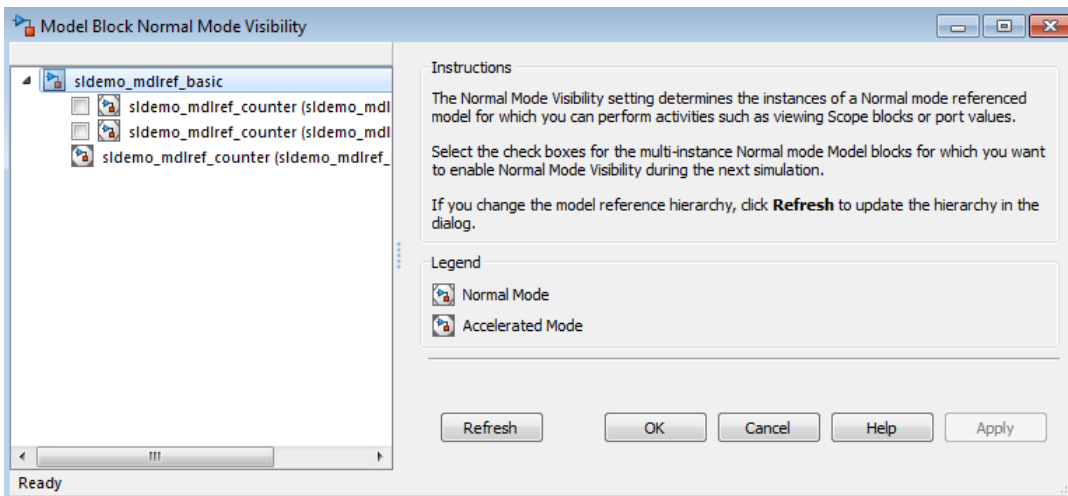 Model Block Normal Mode Visibility
sldemo_mdlref_basic
sldemo_mdlref_counter (sldemo_mdl
sldemo_mdlref_counter (sldemo_mdl
sldemo_mdlref_counter (sldemo_mdlref_
Ready
Instructions
The Normal Mode Visibility setting determines the instances of a Normal mode referenced
model for which you can perform activities such as viewing Scope blocks or port values.
Select the check boxes for the multi-instance Normal mode Model blocks for which you want
to enable Normal Mode Visibility during the next simulation.
If you change the model reference hierarchy, click Refresh to update the hierarchy in the
dialog.
Legend
Normal Mode
Accelerated Mode
Refresh OK Cancel Help Apply